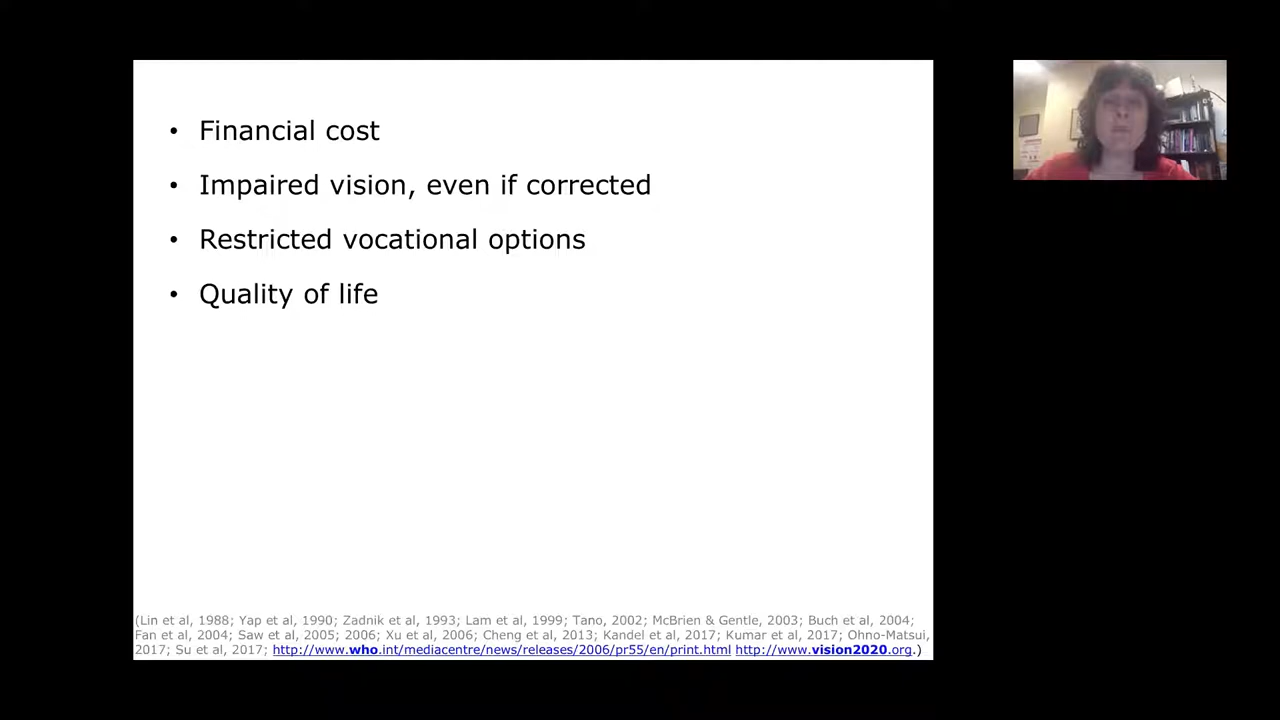 • Financial cost
• Impaired vision, even if corrected
• Restricted vocational options
• Quality of life
(Lin et al, 1988; Yap et al, 1990; Zadnik et al, 1993; Lam et al, 1999; Tano, 2002; McBrien & Gentle, 2003; Buch et al, 2004;
Fan et al, 2004; Saw et al, 2005; 2006; Xu et al, 2006; Cheng et al, 2013; Kandel et al, 2017; Kumar et al, 2017; Ohno-Matsui,
2017; Su et al, 2017; http://www.who.int/mediacentre/news/releases/2006/pr55/en/print.html http://www.vision2020.org.)